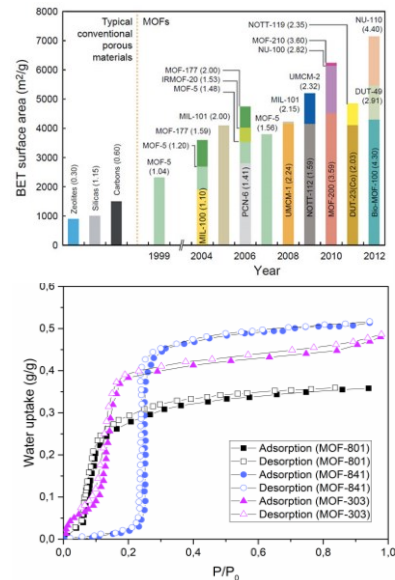 Typical
conventional
porous
materials
MOFs
NOTT-119 (2.35)
MOF-210 (3.60)
NU-100 (2.82)
NU-110
(4.40)
MOF-177 (2.00)
IRMOF-20 (1.53)
MOF-5 (1.48)
UMCM-2
(2.32)
DUT-49
(2.91)
MIL-101 (2.00)
MOF-177 (1.59)
MOF-5 (1.20)
MOF-5
(1.56)
MIL-101
(2.15)
MOF-5
(1.04)
Zeolites (0.30)
Silicas (1.15)
Carbons (0.60)
MIL-100 (1.10)
PCN-6 (1.41)
UMCM-1 (2.24)
NOTT-112 (1.59)
MOF-200 (3.59)
DUT-23(Co) (2.03)
Bio-MOF-100 (4.30)
BET surface area (m²/g)
8000
7000
6000
5000
4000
3000
2000
1000
0
1999 2004 2006 2007 2008 2009 2010 2011 2012
Year
Water uptake (g/g)
0,6
0,5
0,4
0,3
0,2
0,1
0,0
0,0 0,2 0,4 0,6 0,8 1,0
P/P₀
Adsorption (MOF-801)
Desorption (MOF-801)
Adsorption (MOF-841)
Desorption (MOF-841)
Adsorption (MOF-303)
Desorption (MOF-303)